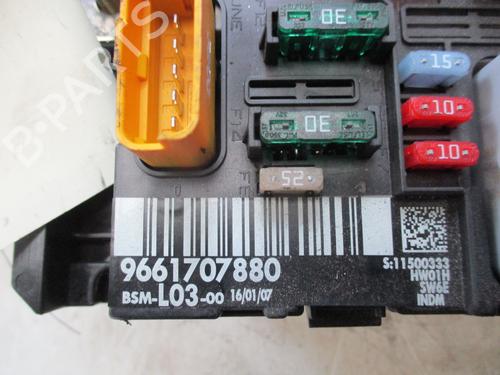 B-PARTS
30
15
10
30
10
25
9661707880
BSM-L03-00 16/01/07
S:11500333
HW01H
SW6E
INDM